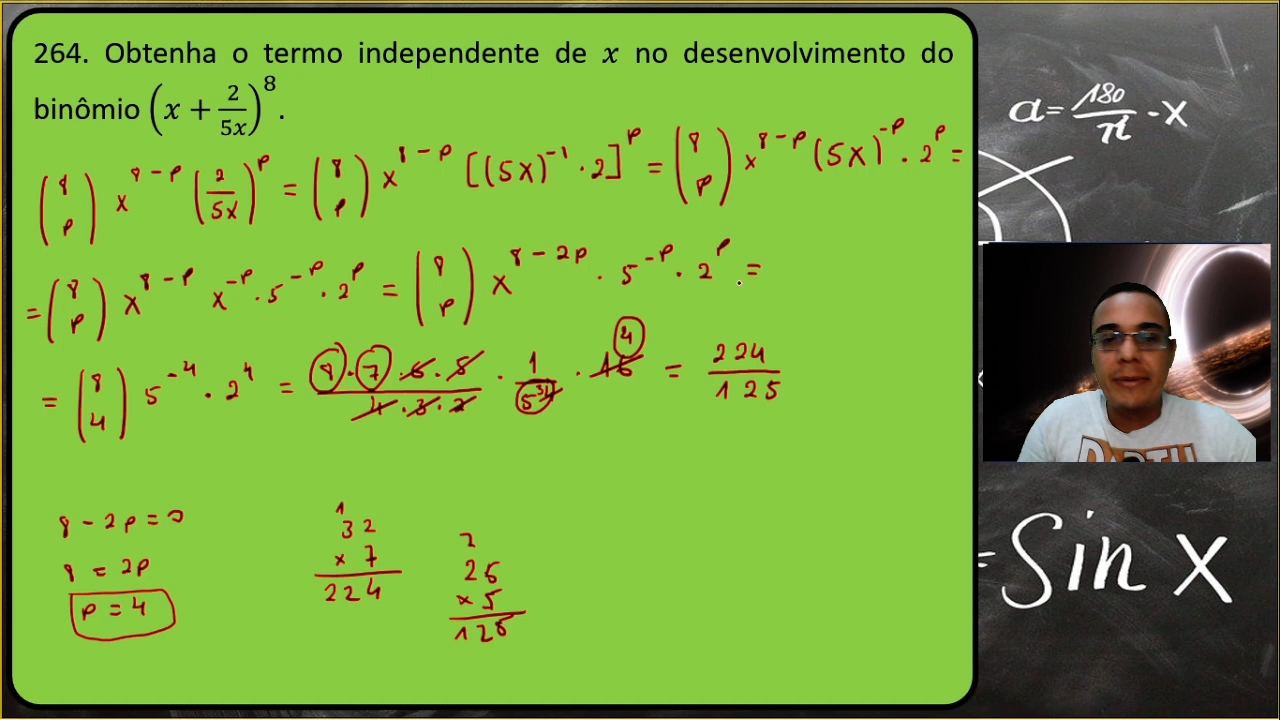 264. Obtenha o termo independente de x no desenvolvimento do
binômio (x + 2/(5x))^8.
(8 p) x^(8-p) (2/5x)^p = (8 p) x^(8-p) [(5x)^(-1) · 2]^p = (8 p) x^(8-p) (5x)^(-p) · 2^p =
= (8 p) x^(8-p) x^(-p) · 5^(-p) · 2^p = (8 p) x^(8-2p) · 5^(-p) · 2^p =
= (8 4) 5^(-4) · 2^4 = 8·7·6·5/4·3·2 · 1/5^(34) · 16 4 = 224/125
8 - 2p = 0
8 = 2p
p = 4
1
32
× 7
224
2
25
× 5
125
a = 180/π · x
= Sin x